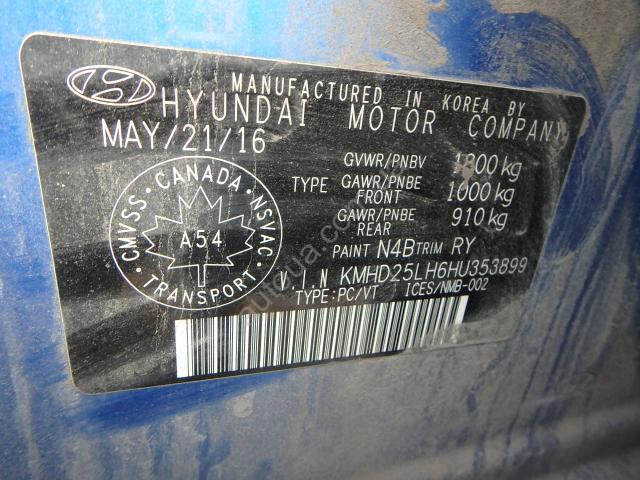 MANUFACTURED IN KOREA BY
HYUNDAI MOTOR COMPANY
MAY/21/16
GVWR/PNBV 1800 kg
TYPE GAWR/PNBE FRONT 1000 kg
GAWR/PNBE REAR 910 kg
PAINT N4B TRIM RY
V.I.N KMHD25LH6HU353899
TYPE:PC/VT ICES/NMB-002
CMVSS · CANADA · NSVAC
A54
TRANSPORT
autoua.com